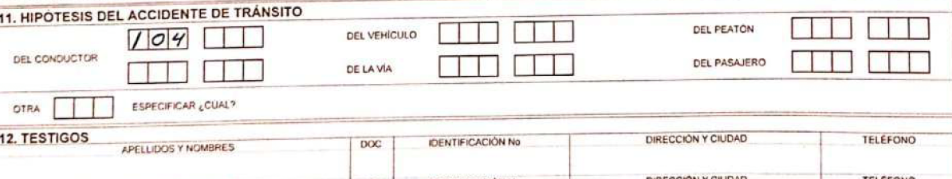 11. HIPÓTESIS DEL ACCIDENTE DE TRÁNSITO
DEL CONDUCTOR 104 DEL VEHÍCULO DEL PEATÓN
DE LA VÍA DEL PASAJERO
OTRA ESPECIFICAR ¿CUAL?
12. TESTIGOS
APELLIDOS Y NOMBRES DOC IDENTIFICACIÓN No DIRECCIÓN Y CIUDAD TELÉFONO
DIRECCIÓN Y CIUDAD TELÉFONO